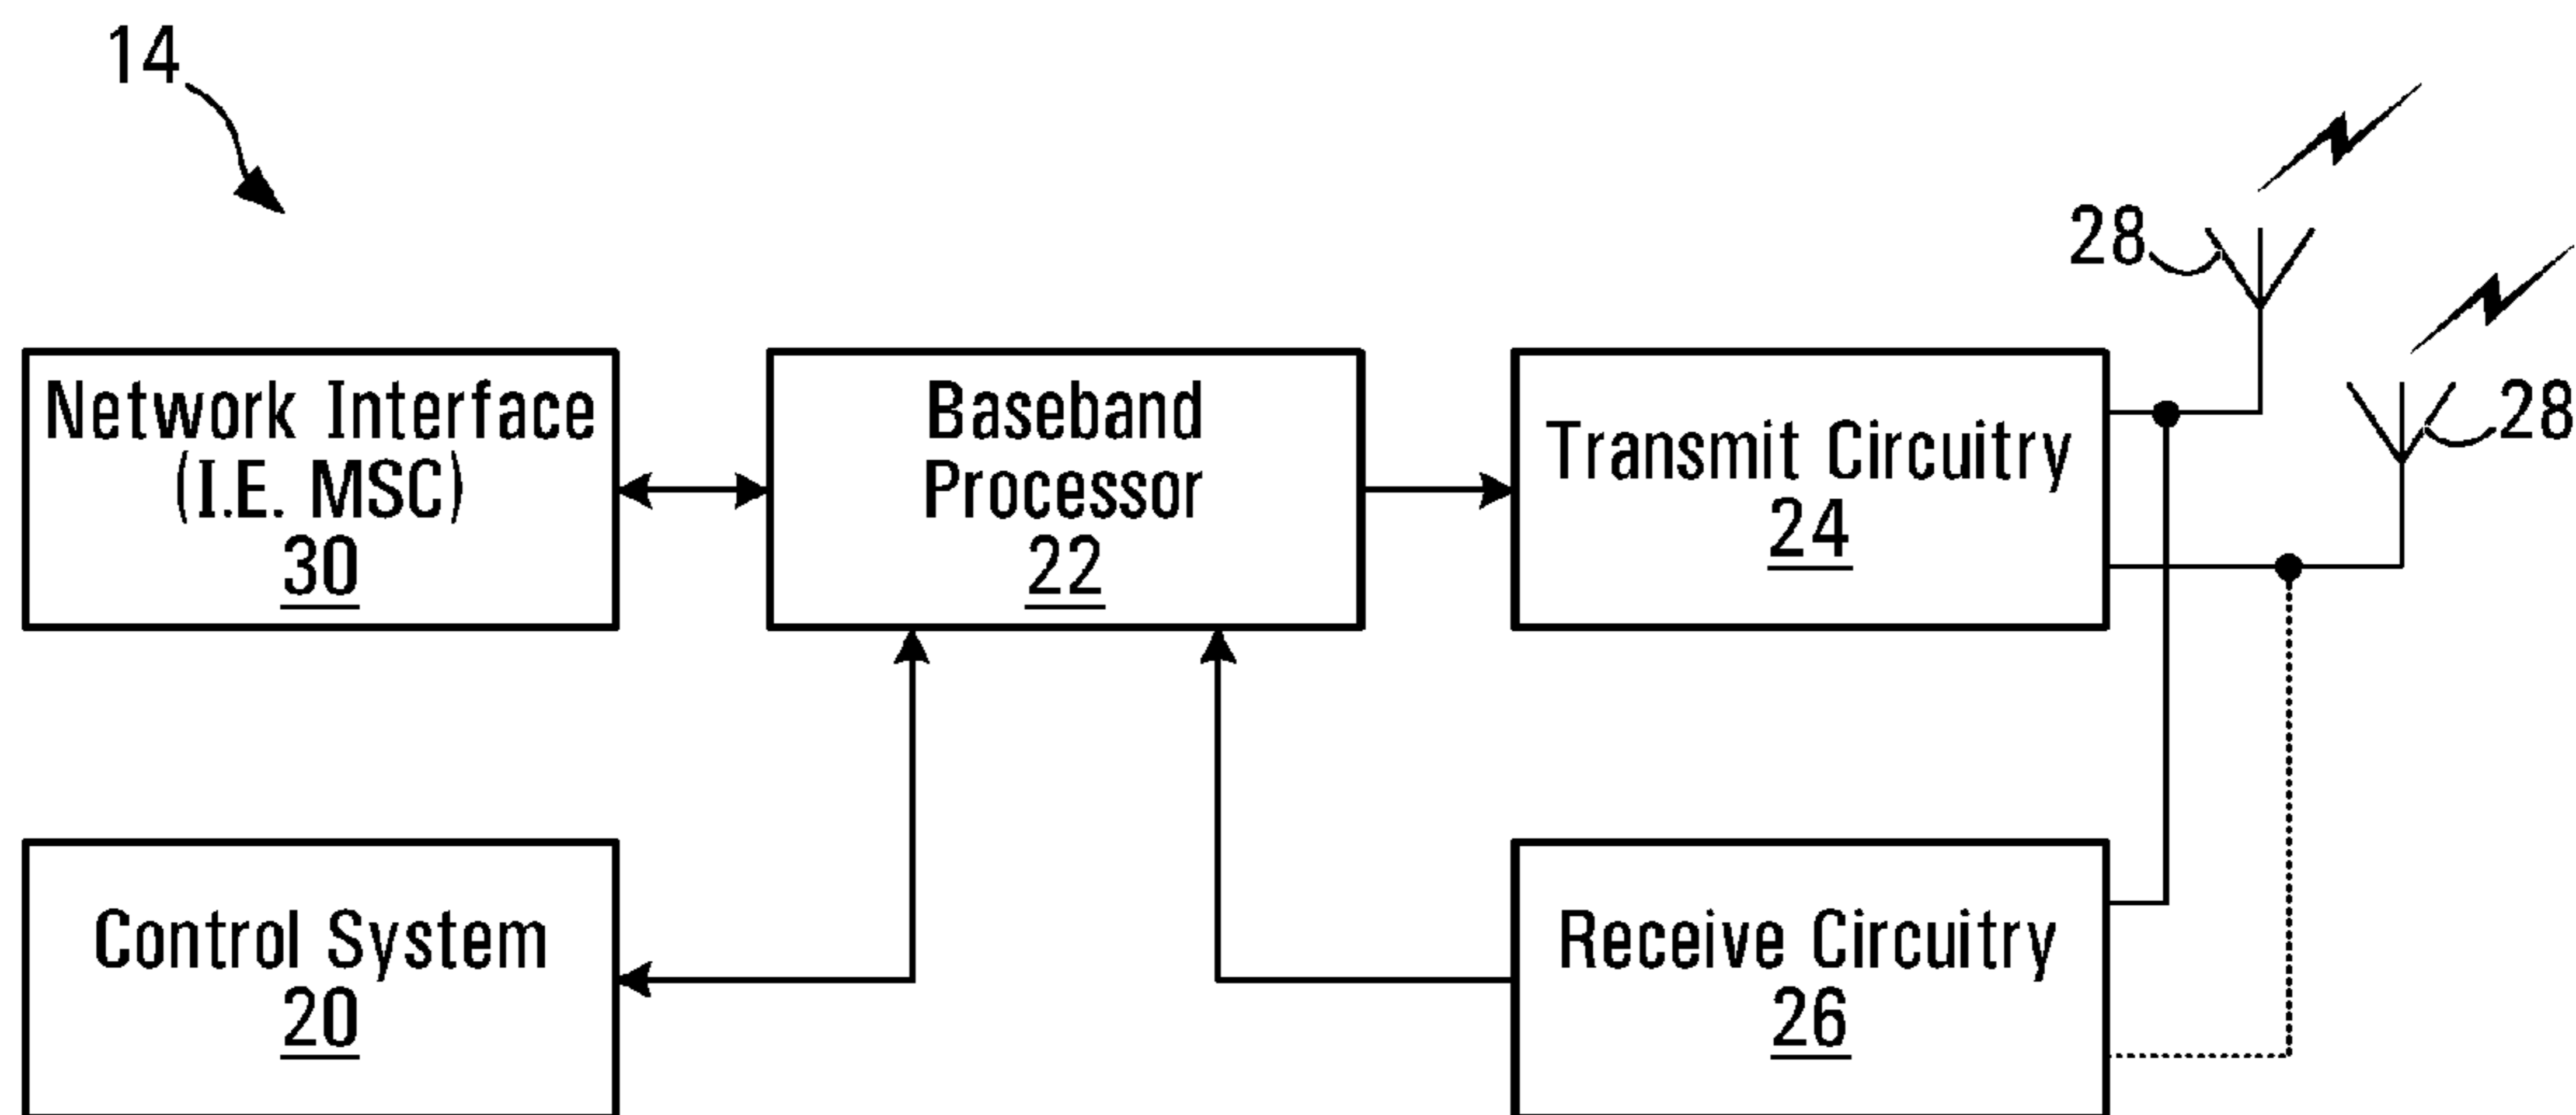 14
28
28
Network Interface
(I.E. MSC)
30
Baseband
Processor
22
Transmit Circuitry
24
Control System
20
Receive Circuitry
26